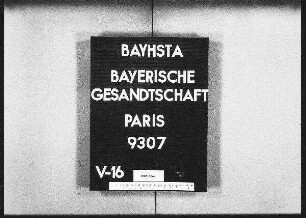 BAYHSTA
BAYERISCHE
GESANDTSCHAFT
PARIS
9307
V-16